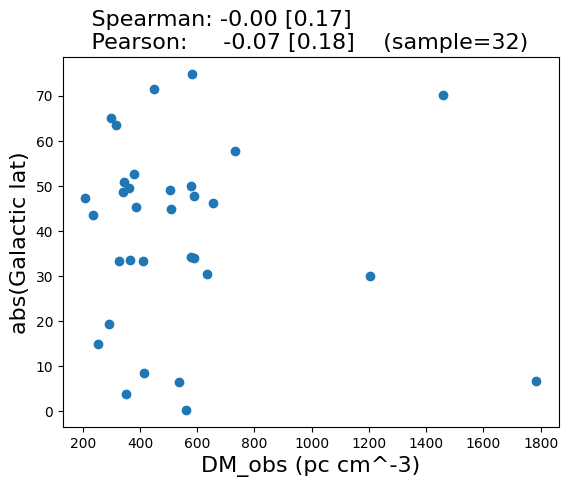 Spearman: -0.00 [0.17]
Pearson: -0.07 [0.18] (sample=32)
abs(Galactic lat)
70
60
50
40
30
20
10
0
200 400 600 800 1000 1200 1400 1600 1800
DM_obs (pc cm^-3)